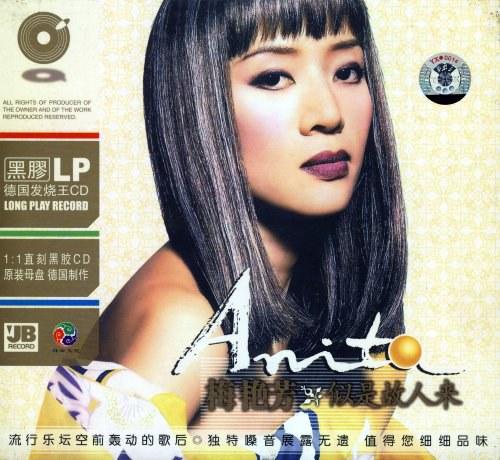 ALL RIGHTS OF PRODUCER OF
THE OWNER AND OF THE WORK
REPRODUCED RESERVED.
黑膠 LP
德国发烧王CD
LONG PLAY RECORD
1:1直刻黑胶CD
原装母盘 德国制作
JB
RECORD
Anita
梅艳芳 似是故人来
流行乐坛空前轰动的歌后 独特嗓音展露无遗 值得您细细品味